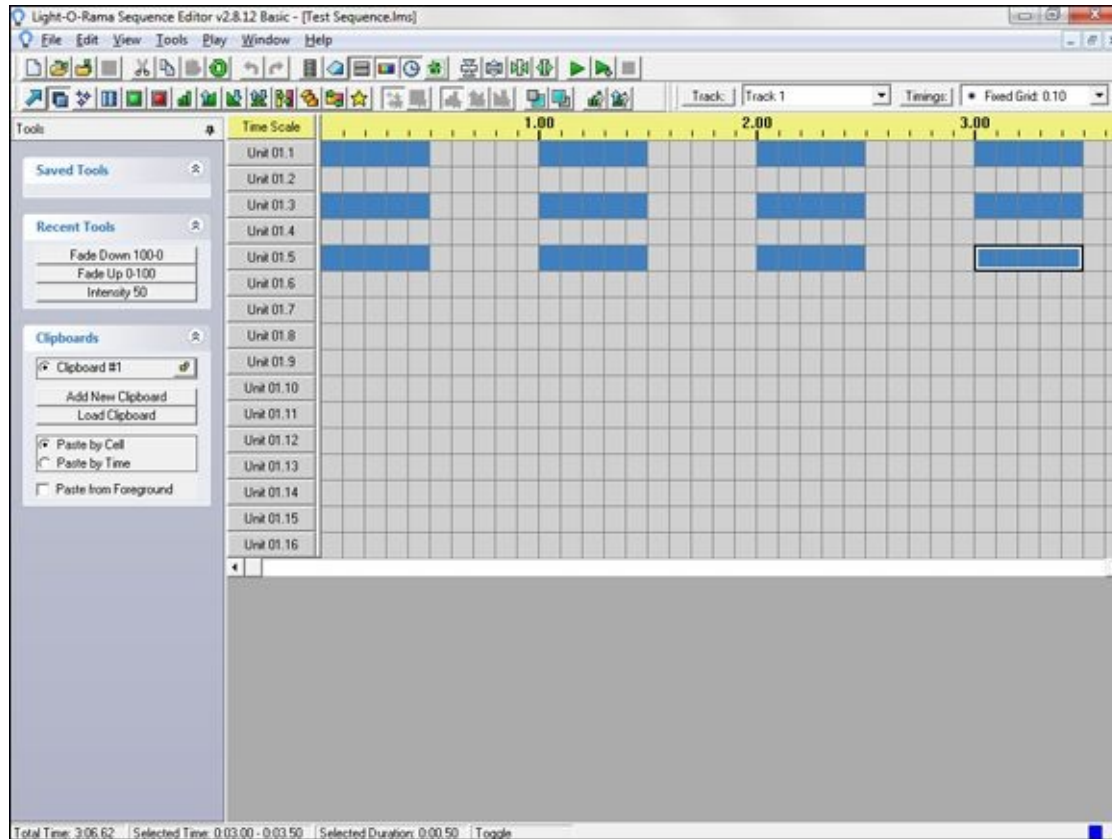 Light-O-Rama Sequence Editor v2.8.12 Basic - [Test Sequence.lms]
File Edit View Tools Play Window Help
Track: Track 1 Timings: Fixed Grid: 0.10
Tools
Time Scale 1.00 2.00 3.00
Saved Tools
Recent Tools
Fade Down 100-0
Fade Up 0-100
Intensity 50
Clipboards
Clipboard #1
Add New Clipboard
Load Clipboard
Paste by Cell
Paste by Time
Paste from Foreground
Unit 01.1
Unit 01.2
Unit 01.3
Unit 01.4
Unit 01.5
Unit 01.6
Unit 01.7
Unit 01.8
Unit 01.9
Unit 01.10
Unit 01.11
Unit 01.12
Unit 01.13
Unit 01.14
Unit 01.15
Unit 01.16
Total Time: 3:06.62 Selected Time: 0:03.00 - 0:03.50 Selected Duration: 0:00.50 Toggle